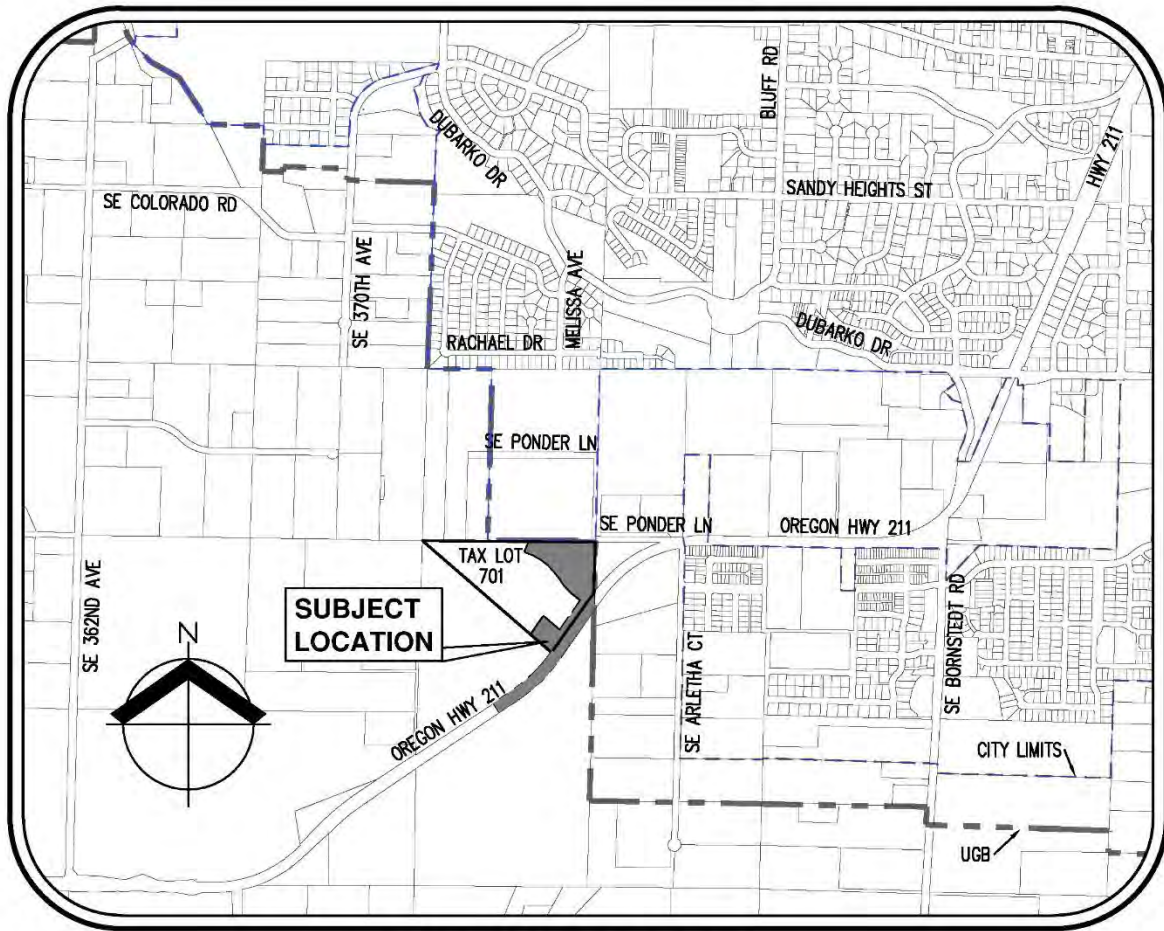 BLUFF RD
HWY 211
DUBARKO DR
SANDY HEIGHTS ST
SE COLORADO RD
SE 370TH AVE
MELISSA AVE
RACHAEL DR
DUBARKO DR
SE PONDER LN
SE PONDER LN
OREGON HWY 211
TAX LOT
701
SE 362ND AVE
SUBJECT
LOCATION
N
SE ARLETHA CT
SE BORNSTEDT RD
OREGON HWY 211
CITY LIMITS
UGB